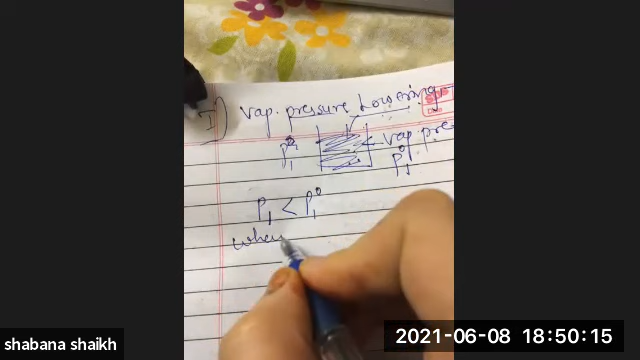 I) Vap. pressure Lowering -
P₁° vap pre
P₁°
P₁ < P₁°
when
shabana shaikh
2021-06-08 18:50:15